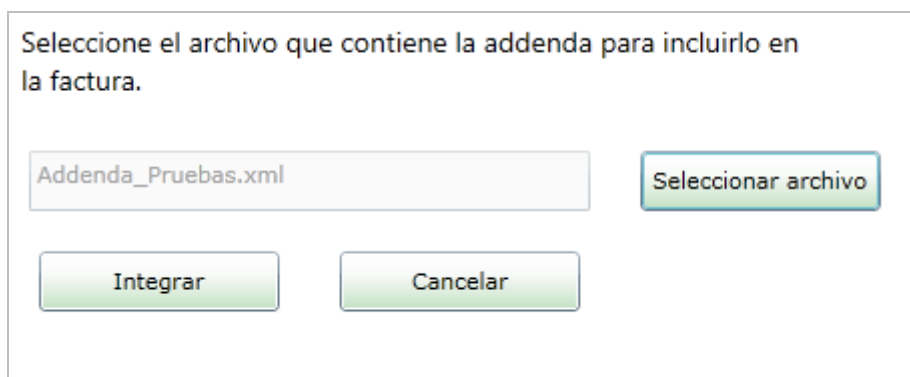 Seleccione el archivo que contiene la addenda para incluirlo en
la factura.
Addenda_Pruebas.xml
Seleccionar archivo
Integrar
Cancelar